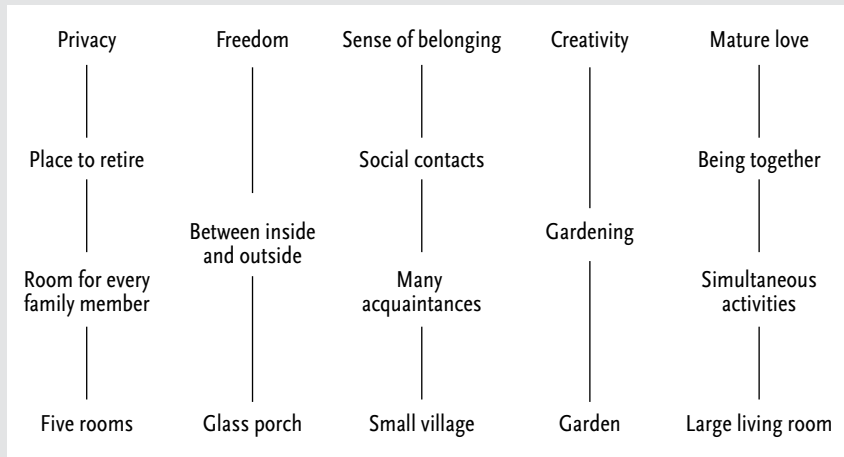 Privacy
Freedom
Sense of belonging
Creativity
Mature love
Place to retire
Social contacts
Being together
Between inside
and outside
Gardening
Room for every
family member
Many
acquaintances
Simultaneous
activities
Five rooms
Glass porch
Small village
Garden
Large living room